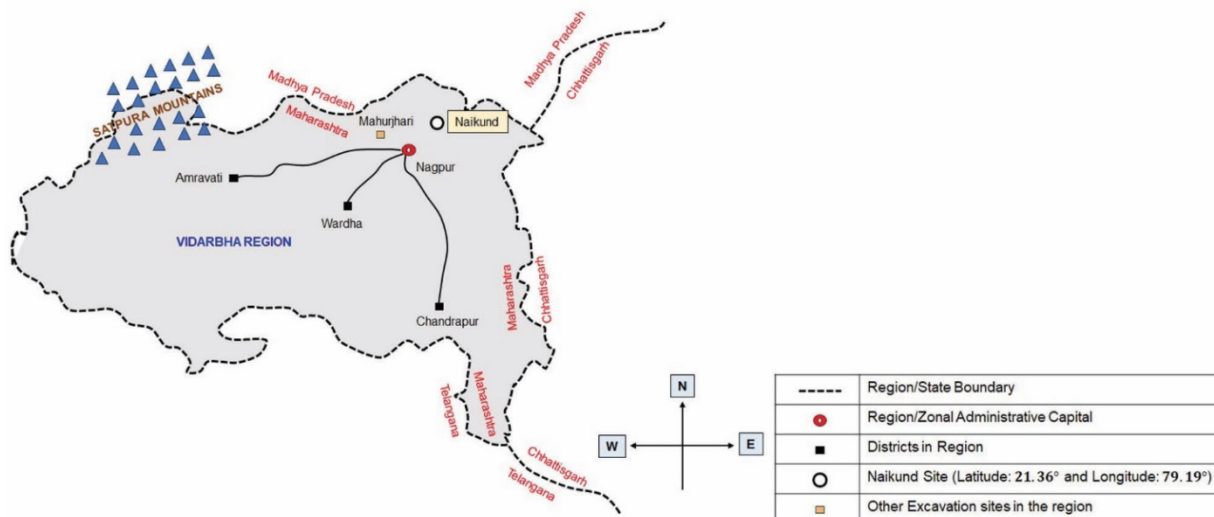 Madhya Pradesh
Chhattisgarh
SATPURA MOUNTAINS
Madhya Pradesh
Maharashtra
Mahurjhari
Naikund
Nagpur
Amravati
Wardha
VIDARBHA REGION
Maharashtra
Chhattisgarh
Chandrapur
Telangana
Maharashtra
Chhattisgarh
Telangana
N
W
E
S
Region/State Boundary
Region/Zonal Administrative Capital
Districts in Region
Naikund Site (Latitude: 21.36° and Longitude: 79.19°)
Other Excavation sites in the region